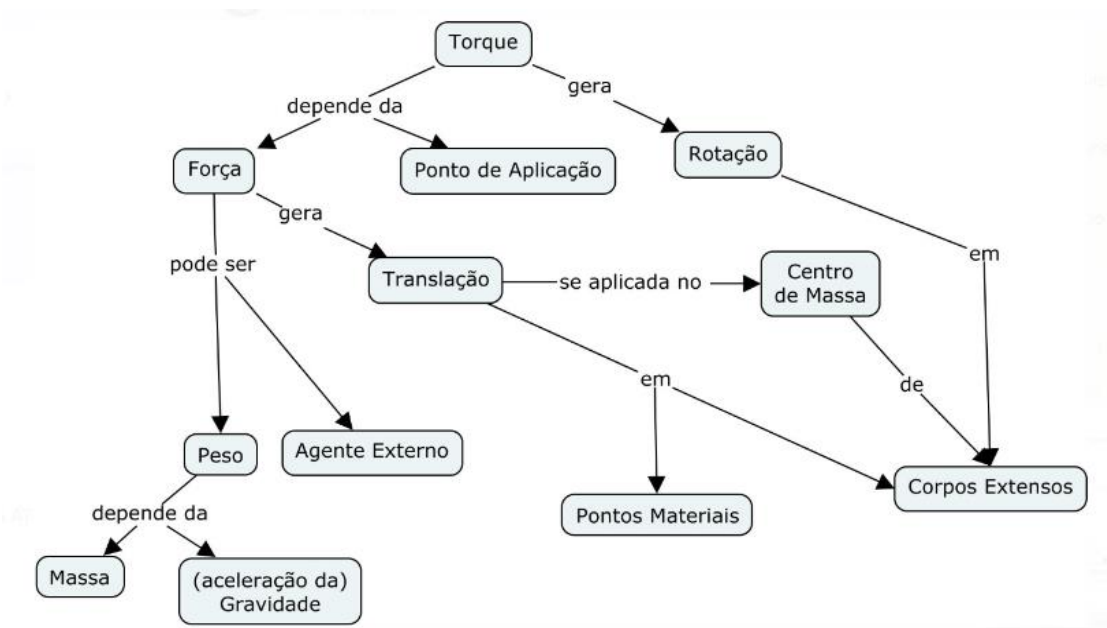 Torque
gera
depende da
Rotação
Força
Ponto de Aplicação
gera
pode ser
em
Translação
se aplicada no
Centro
de Massa
em
de
Peso
Agente Externo
Corpos Extensos
Pontos Materiais
depende da
Massa
(aceleração da)
Gravidade